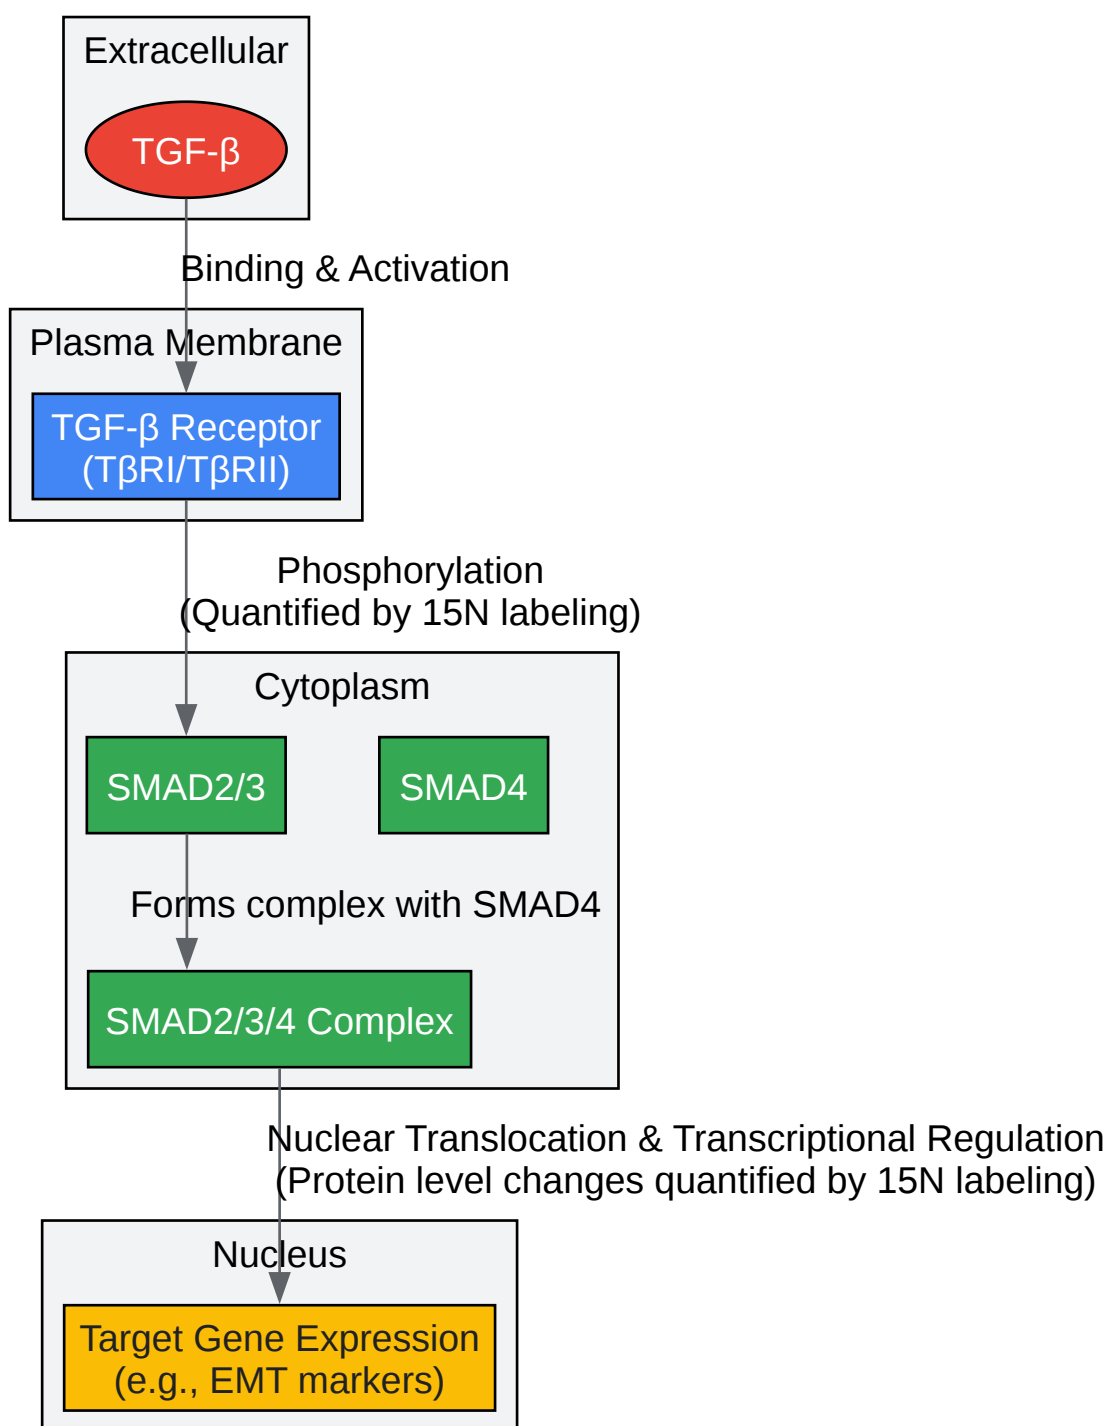 Extracellular
TGF-β
Binding & Activation
Plasma Membrane
TGF-β Receptor
(TβRI/TβRII)
Phosphorylation
(Quantified by 15N labeling)
Cytoplasm
SMAD2/3
SMAD4
Forms complex with SMAD4
SMAD2/3/4 Complex
Nuclear Translocation & Transcriptional Regulation
(Protein level changes quantified by 15N labeling)
Nucleus
Target Gene Expression
(e.g., EMT markers)